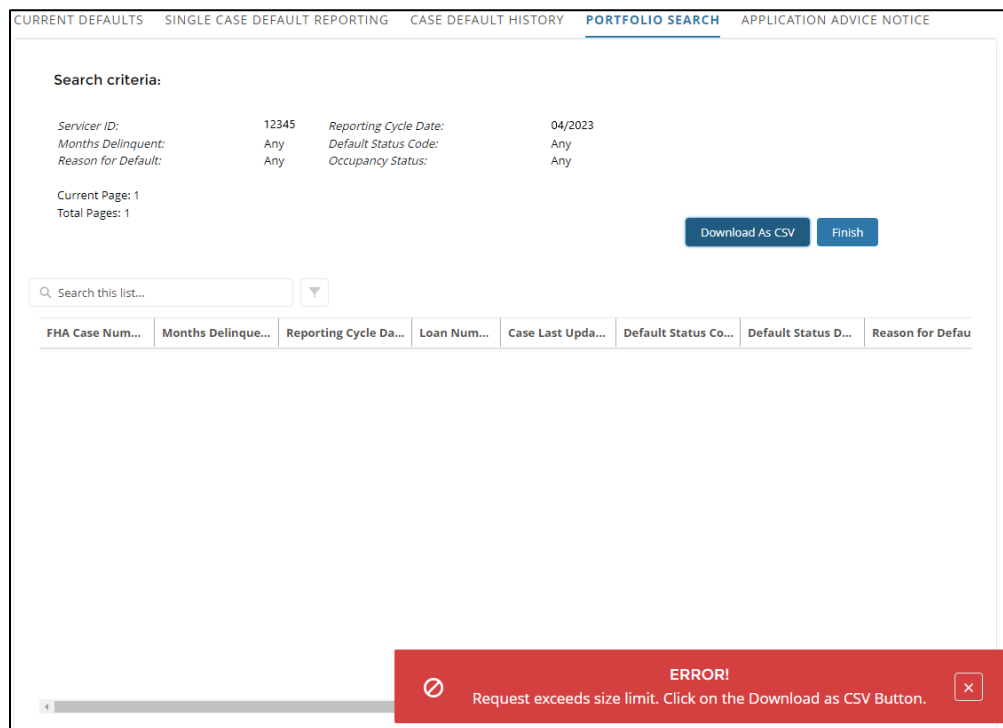 CURRENT DEFAULTS SINGLE CASE DEFAULT REPORTING CASE DEFAULT HISTORY PORTFOLIO SEARCH APPLICATION ADVICE NOTICE
Search criteria:
Servicer ID: 12345 Reporting Cycle Date: 04/2023
Months Delinquent: Any Default Status Code: Any
Reason for Default: Any Occupancy Status: Any
Current Page: 1
Total Pages: 1
Download As CSV Finish
Search this list...
FHA Case Num... Months Delinque... Reporting Cycle Da... Loan Num... Case Last Upda... Default Status Co... Default Status D... Reason for Defau
ERROR!
Request exceeds size limit. Click on the Download as CSV Button.